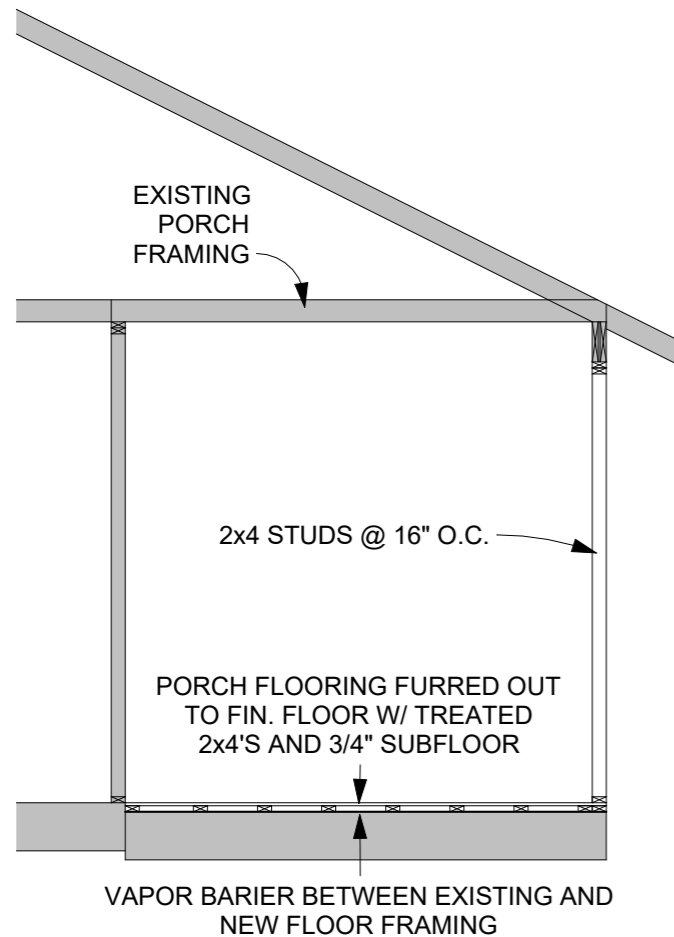 EXISTING
PORCH
FRAMING
2x4 STUDS @ 16" O.C.
PORCH FLOORING FURRED OUT
TO FIN. FLOOR W/ TREATED
2x4'S AND 3/4" SUBFLOOR
VAPOR BARIER BETWEEN EXISTING AND
NEW FLOOR FRAMING